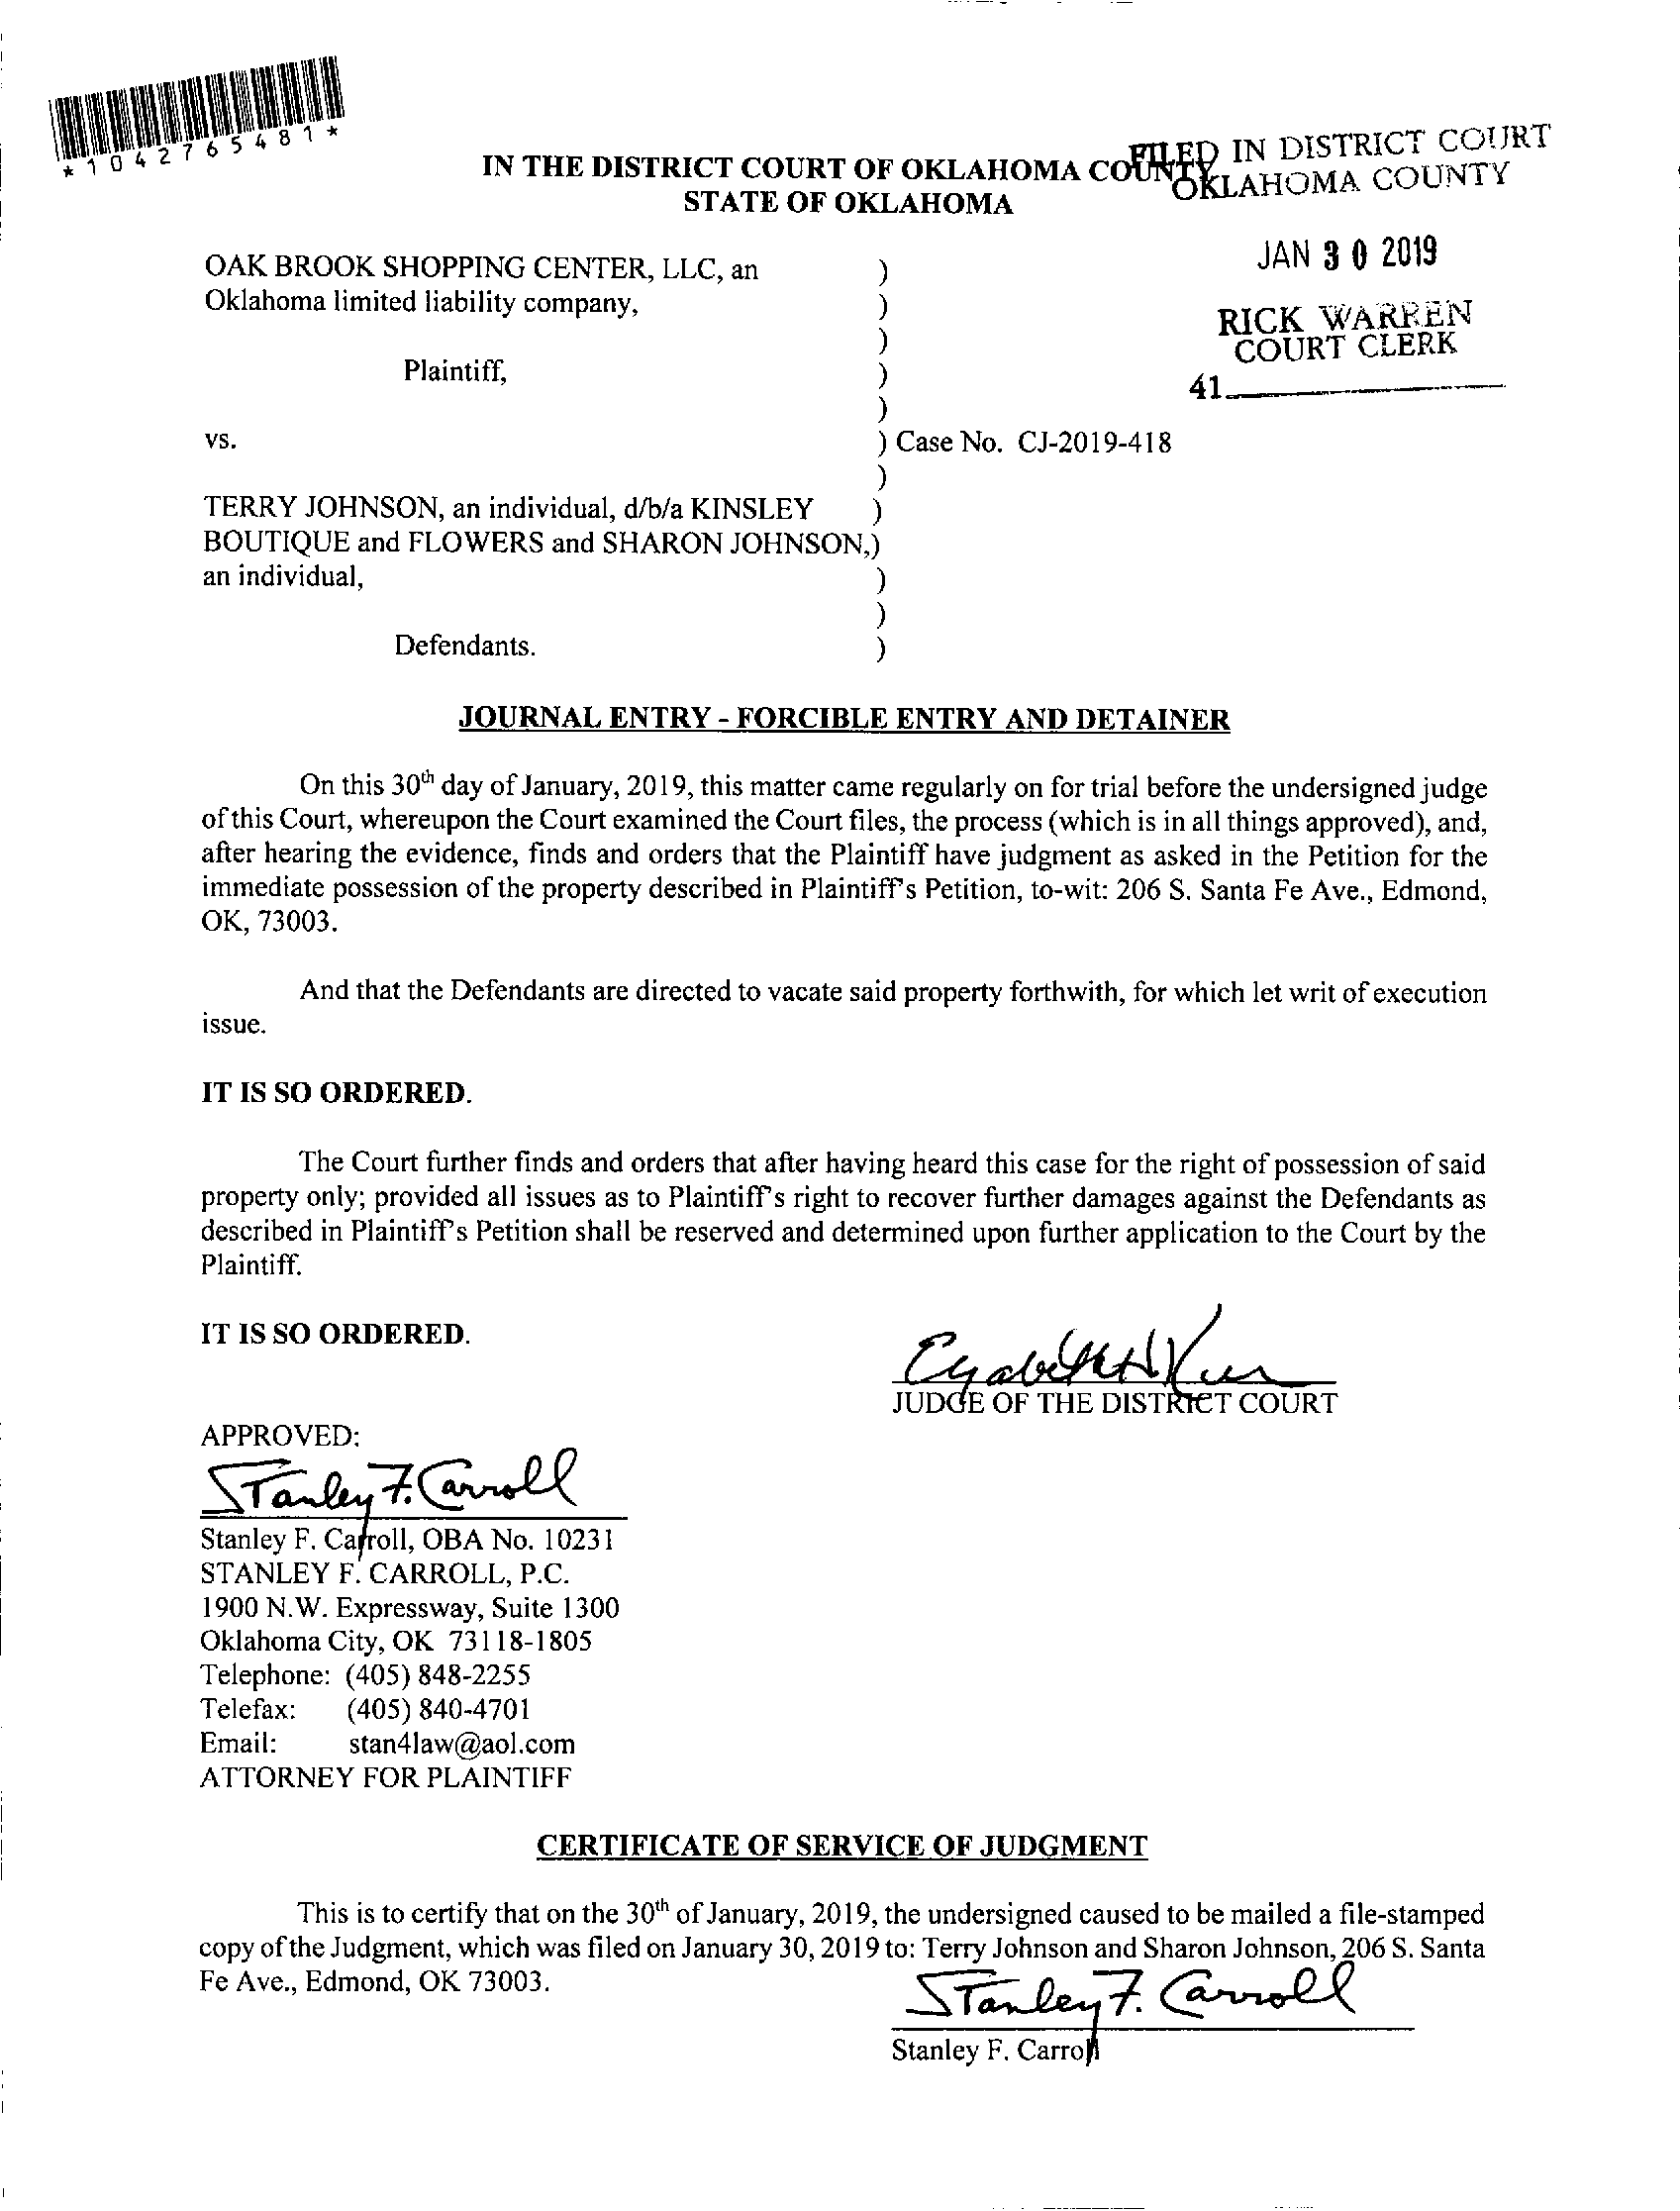 *1042765481*
FILED IN DISTRICT COURT
OKLAHOMA COUNTY
IN THE DISTRICT COURT OF OKLAHOMA COUNTY
STATE OF OKLAHOMA
JAN 30 2019
RICK WARREN
COURT CLERK
41
OAK BROOK SHOPPING CENTER, LLC, an )
Oklahoma limited liability company, )
)
Plaintiff, )
)
vs. ) Case No. CJ-2019-418
)
TERRY JOHNSON, an individual, d/b/a KINSLEY )
BOUTIQUE and FLOWERS and SHARON JOHNSON,)
an individual, )
)
Defendants. )
JOURNAL ENTRY - FORCIBLE ENTRY AND DETAINER
On this 30th day of January, 2019, this matter came regularly on for trial before the undersigned judge
of this Court, whereupon the Court examined the Court files, the process (which is in all things approved), and,
after hearing the evidence, finds and orders that the Plaintiff have judgment as asked in the Petition for the
immediate possession of the property described in Plaintiff's Petition, to-wit: 206 S. Santa Fe Ave., Edmond,
OK, 73003.
And that the Defendants are directed to vacate said property forthwith, for which let writ of execution
issue.
IT IS SO ORDERED.
The Court further finds and orders that after having heard this case for the right of possession of said
property only; provided all issues as to Plaintiff's right to recover further damages against the Defendants as
described in Plaintiff's Petition shall be reserved and determined upon further application to the Court by the
Plaintiff.
IT IS SO ORDERED.
JUDGE OF THE DISTRICT COURT
APPROVED:
Stanley F. Carroll
Stanley F. Carroll, OBA No. 10231
STANLEY F. CARROLL, P.C.
1900 N.W. Expressway, Suite 1300
Oklahoma City, OK 73118-1805
Telephone: (405) 848-2255
Telefax: (405) 840-4701
Email: stan4law@aol.com
ATTORNEY FOR PLAINTIFF
CERTIFICATE OF SERVICE OF JUDGMENT
This is to certify that on the 30th of January, 2019, the undersigned caused to be mailed a file-stamped
copy of the Judgment, which was filed on January 30, 2019 to: Terry Johnson and Sharon Johnson, 206 S. Santa
Fe Ave., Edmond, OK 73003.
Stanley F. Carroll
Stanley F. Carroll